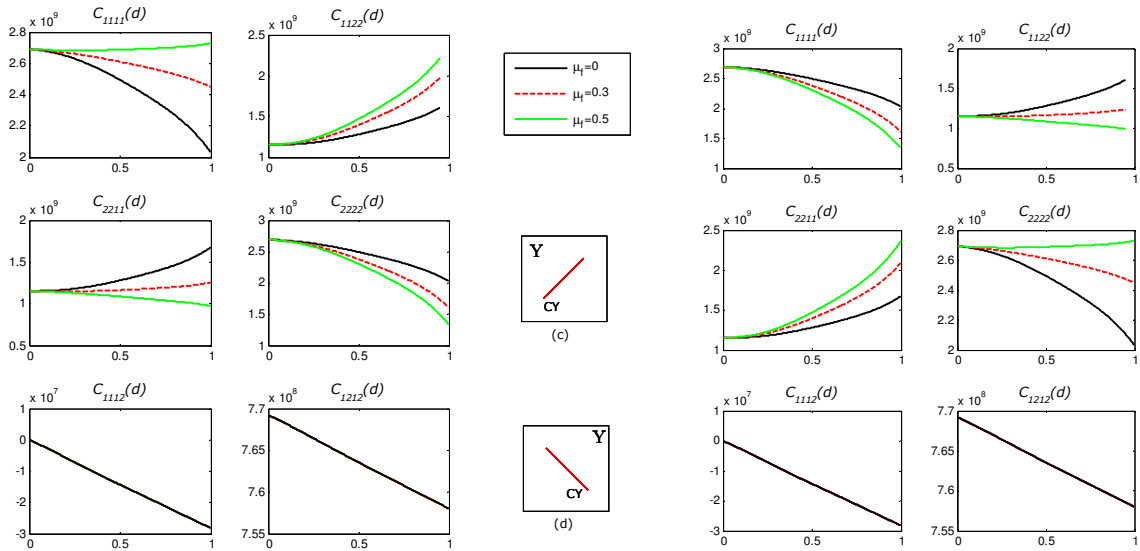 C1111(d)
x 10^9
2.8
2.6
2.4
2.2
2
0
0.5
1
C1122(d)
x 10^9
2.5
2
1.5
1
0
0.5
1
μf=0
μf=0.3
μf=0.5
C1111(d)
x 10^9
3
2.5
2
1.5
1
0
0.5
1
C1122(d)
x 10^9
2.5
2
1.5
1
0.5
0
0.5
1
C2211(d)
x 10^9
2
1.5
1
0.5
0
0.5
1
C2222(d)
x 10^9
3
2.5
2
1.5
1
0
0.5
1
Y
CY
(c)
C2211(d)
x 10^9
2.5
2
1.5
1
0
0.5
1
C2222(d)
x 10^9
2.8
2.6
2.4
2.2
2
0
0.5
1
C1112(d)
x 10^7
1
0
-1
-2
-3
0
0.5
1
C1212(d)
x 10^8
7.7
7.65
7.6
7.55
0
0.5
1
Y
CY
(d)
C1112(d)
x 10^7
1
0
-1
-2
-3
0
0.5
1
C1212(d)
x 10^8
7.7
7.65
7.6
7.55
0
0.5
1